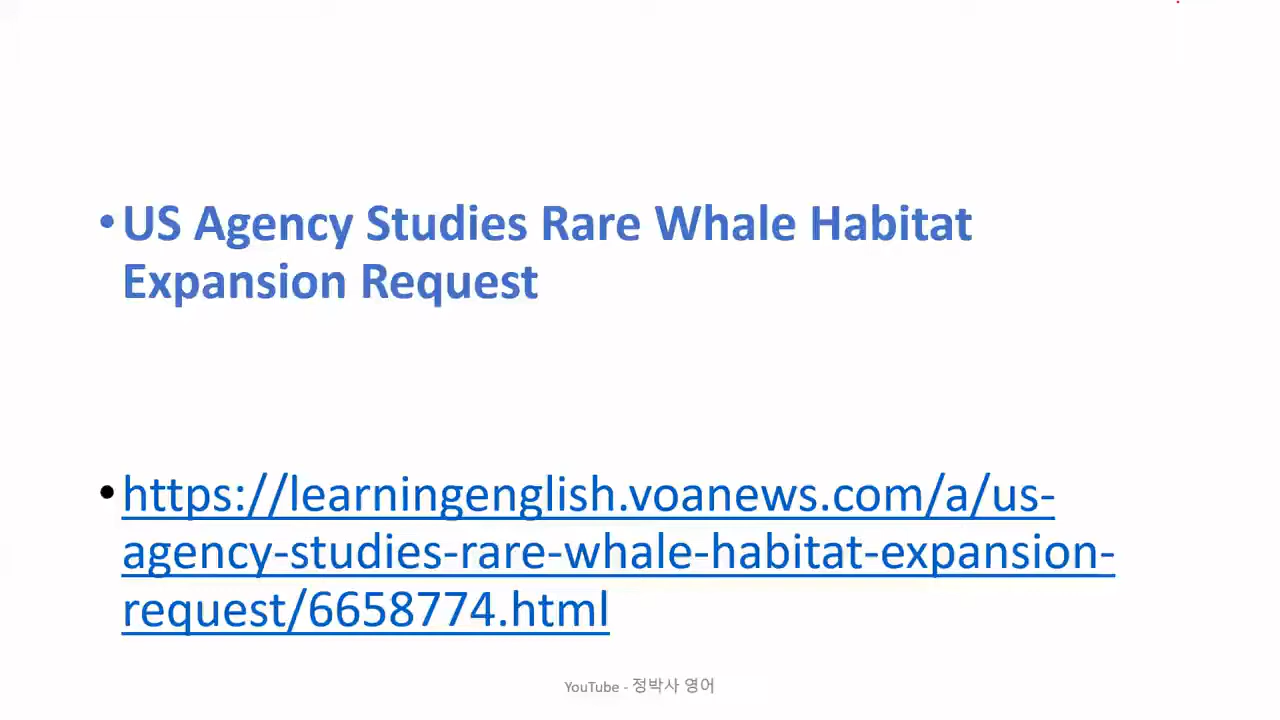 •US Agency Studies Rare Whale Habitat
Expansion Request
•https://learningenglish.voanews.com/a/us-
agency-studies-rare-whale-habitat-expansion-
request/6658774.html
YouTube - 정박사 영어